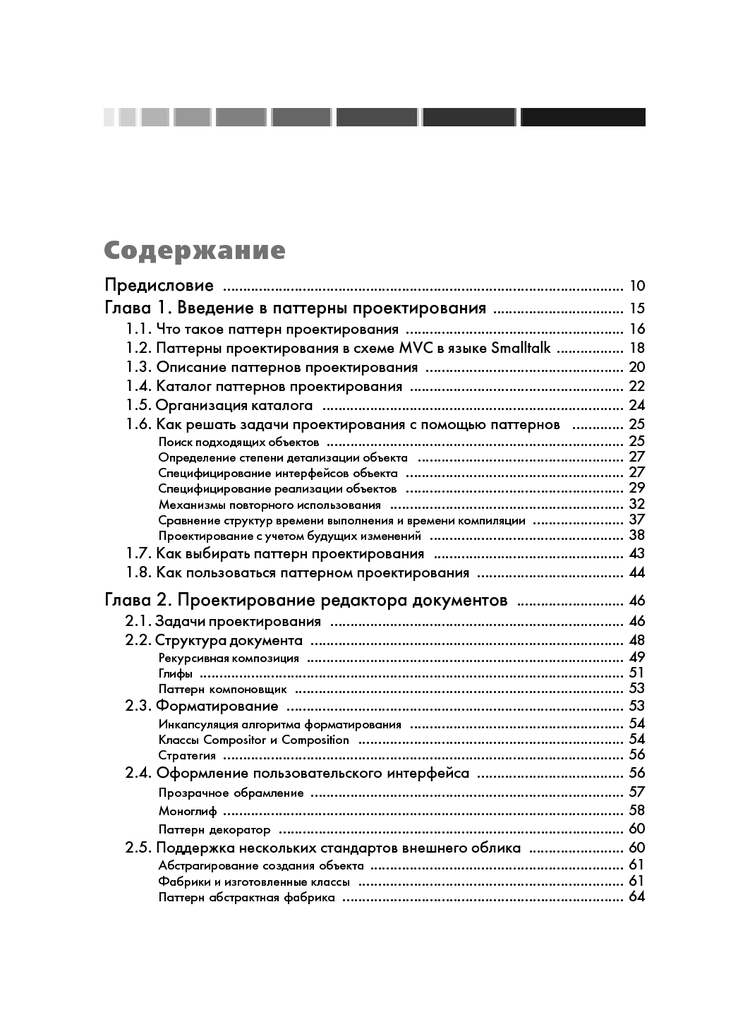 Содержание
Предисловие ..... 10
Глава 1. Введение в паттерны проектирования ..... 15
1.1. Что такое паттерн проектирования ..... 16
1.2. Паттерны проектирования в схеме MVC в языке Smalltalk ..... 18
1.3. Описание паттернов проектирования ..... 20
1.4. Каталог паттернов проектирования ..... 22
1.5. Организация каталога ..... 24
1.6. Как решать задачи проектирования с помощью паттернов ..... 25
Поиск подходящих объектов ..... 25
Определение степени детализации объекта ..... 27
Специфицирование интерфейсов объекта ..... 27
Специфицирование реализации объектов ..... 29
Механизмы повторного использования ..... 32
Сравнение структур времени выполнения и времени компиляции ..... 37
Проектирование с учетом будущих изменений ..... 38
1.7. Как выбирать паттерн проектирования ..... 43
1.8. Как пользоваться паттерном проектирования ..... 44
Глава 2. Проектирование редактора документов ..... 46
2.1. Задачи проектирования ..... 46
2.2. Структура документа ..... 48
Рекурсивная композиция ..... 49
Глифы ..... 51
Паттерн компоновщик ..... 53
2.3. Форматирование ..... 53
Инкапсуляция алгоритма форматирования ..... 54
Классы Compositor и Composition ..... 54
Стратегия ..... 56
2.4. Оформление пользовательского интерфейса ..... 56
Прозрачное обрамление ..... 57
Моноглиф ..... 58
Паттерн декоратор ..... 60
2.5. Поддержка нескольких стандартов внешнего облика ..... 60
Абстрагирование создания объекта ..... 61
Фабрики и изготовленные классы ..... 61
Паттерн абстрактная фабрика ..... 64